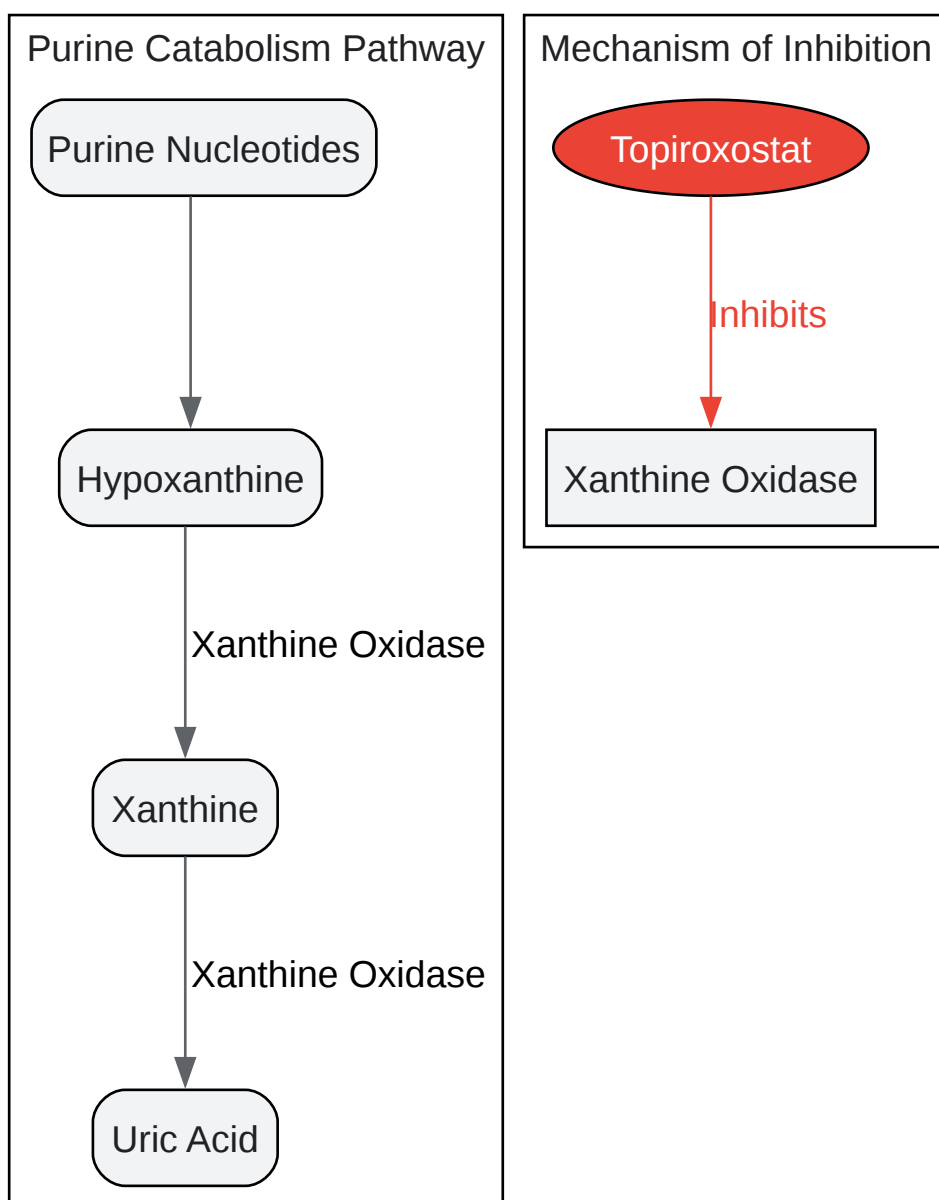 Purine Catabolism Pathway
Purine Nucleotides
Hypoxanthine
Xanthine Oxidase
Xanthine
Xanthine Oxidase
Uric Acid
Mechanism of Inhibition
Topiroxostat
Inhibits
Xanthine Oxidase